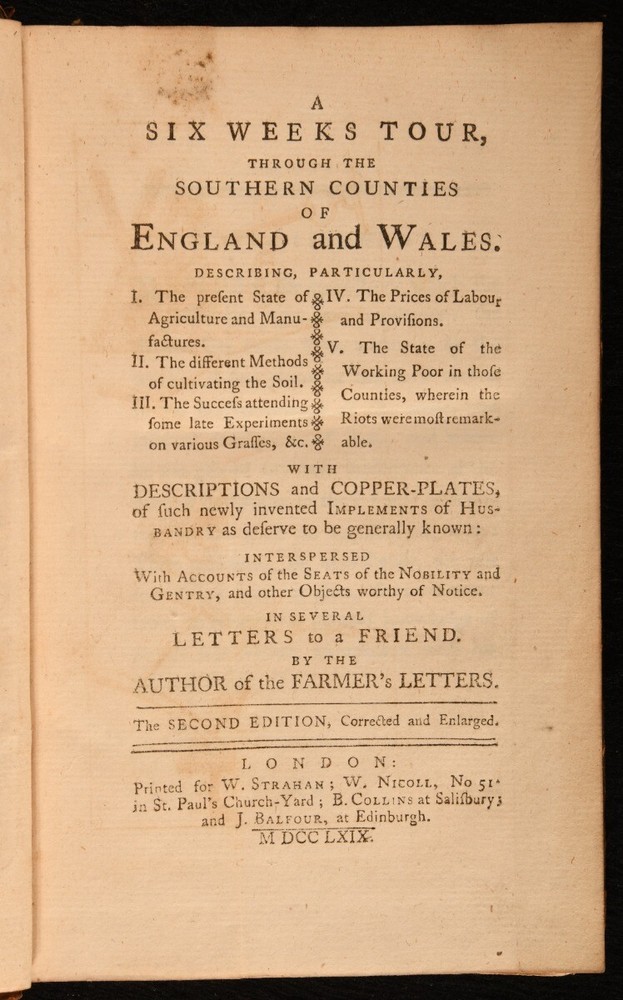 A
SIX WEEKS TOUR,
THROUGH THE
SOUTHERN COUNTIES
OF
ENGLAND and WALES.
DESCRIBING, PARTICULARLY,
I. The preſent State of
Agriculture and Manu-
factures.
II. The different Methods
of cultivating the Soil.
III. The Succeſs attending
ſome late Experiments
on various Graſſes, &c.
IV. The Prices of Labour
and Proviſions.
V. The State of the
Working Poor in thoſe
Counties, wherein the
Riots were moſt remark-
able.
WITH
DESCRIPTIONS and COPPER-PLATES,
of ſuch newly invented IMPLEMENTS of HUS-
BANDRY as deſerve to be generally known:
INTERSPERSED
With ACCOUNTS of the SEATS of the NOBILITY and
GENTRY, and other Objects worthy of Notice.
IN SEVERAL
LETTERS to a FRIEND.
BY THE
AUTHOR of the FARMER's LETTERS.
The SECOND EDITION, Corrected and Enlarged.
LONDON:
Printed for W. STRAHAN; W. NICOLL, No 51.
in St. Paul's Church-Yard; B. COLLINS at Saliſbury;
and J. BALFOUR, at Edinburgh.
M DCC LXIX.